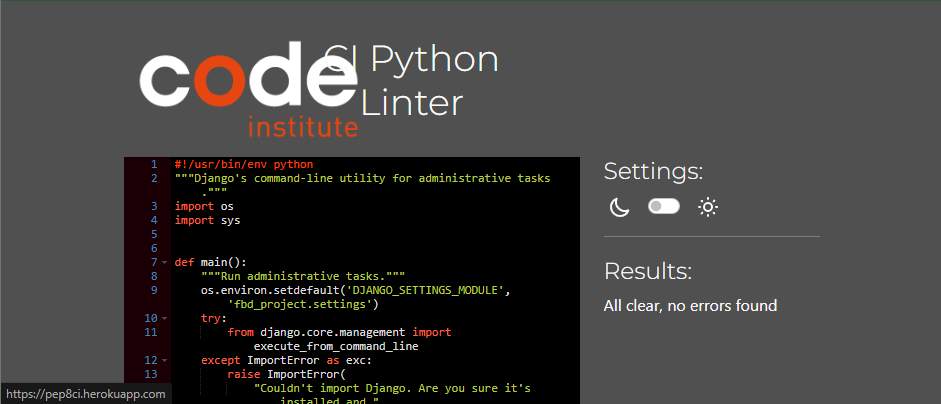 code
institute
CI Python
Linter
1 #!/usr/bin/env python
2 """Django's command-line utility for administrative tasks
."""
3 import os
4 import sys
5
6
7 def main():
8 """Run administrative tasks."""
9 os.environ.setdefault('DJANGO_SETTINGS_MODULE',
'fbd_project.settings')
10 try:
11 from django.core.management import
execute_from_command_line
12 except ImportError as exc:
13 raise ImportError(
"Couldn't import Django. Are you sure it's
installed and "
Settings:
Results:
All clear, no errors found
https://pep8ci.herokuapp.com